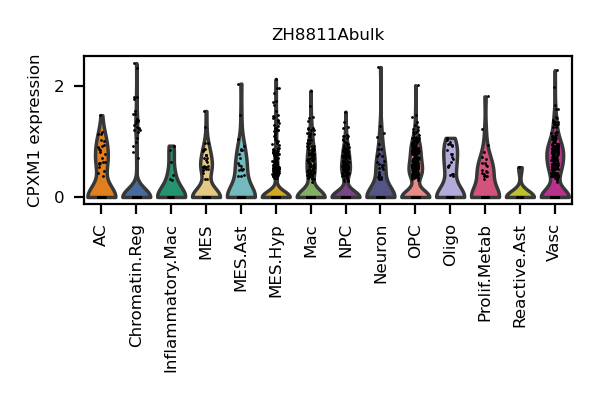 ZH8811Abulk
CPXM1 expression
2
0
AC
Chromatin.Reg
Inflammatory.Mac
MES
MES.Ast
MES.Hyp
Mac
NPC
Neuron
OPC
Oligo
Prolif.Metab
Reactive.Ast
Vasc